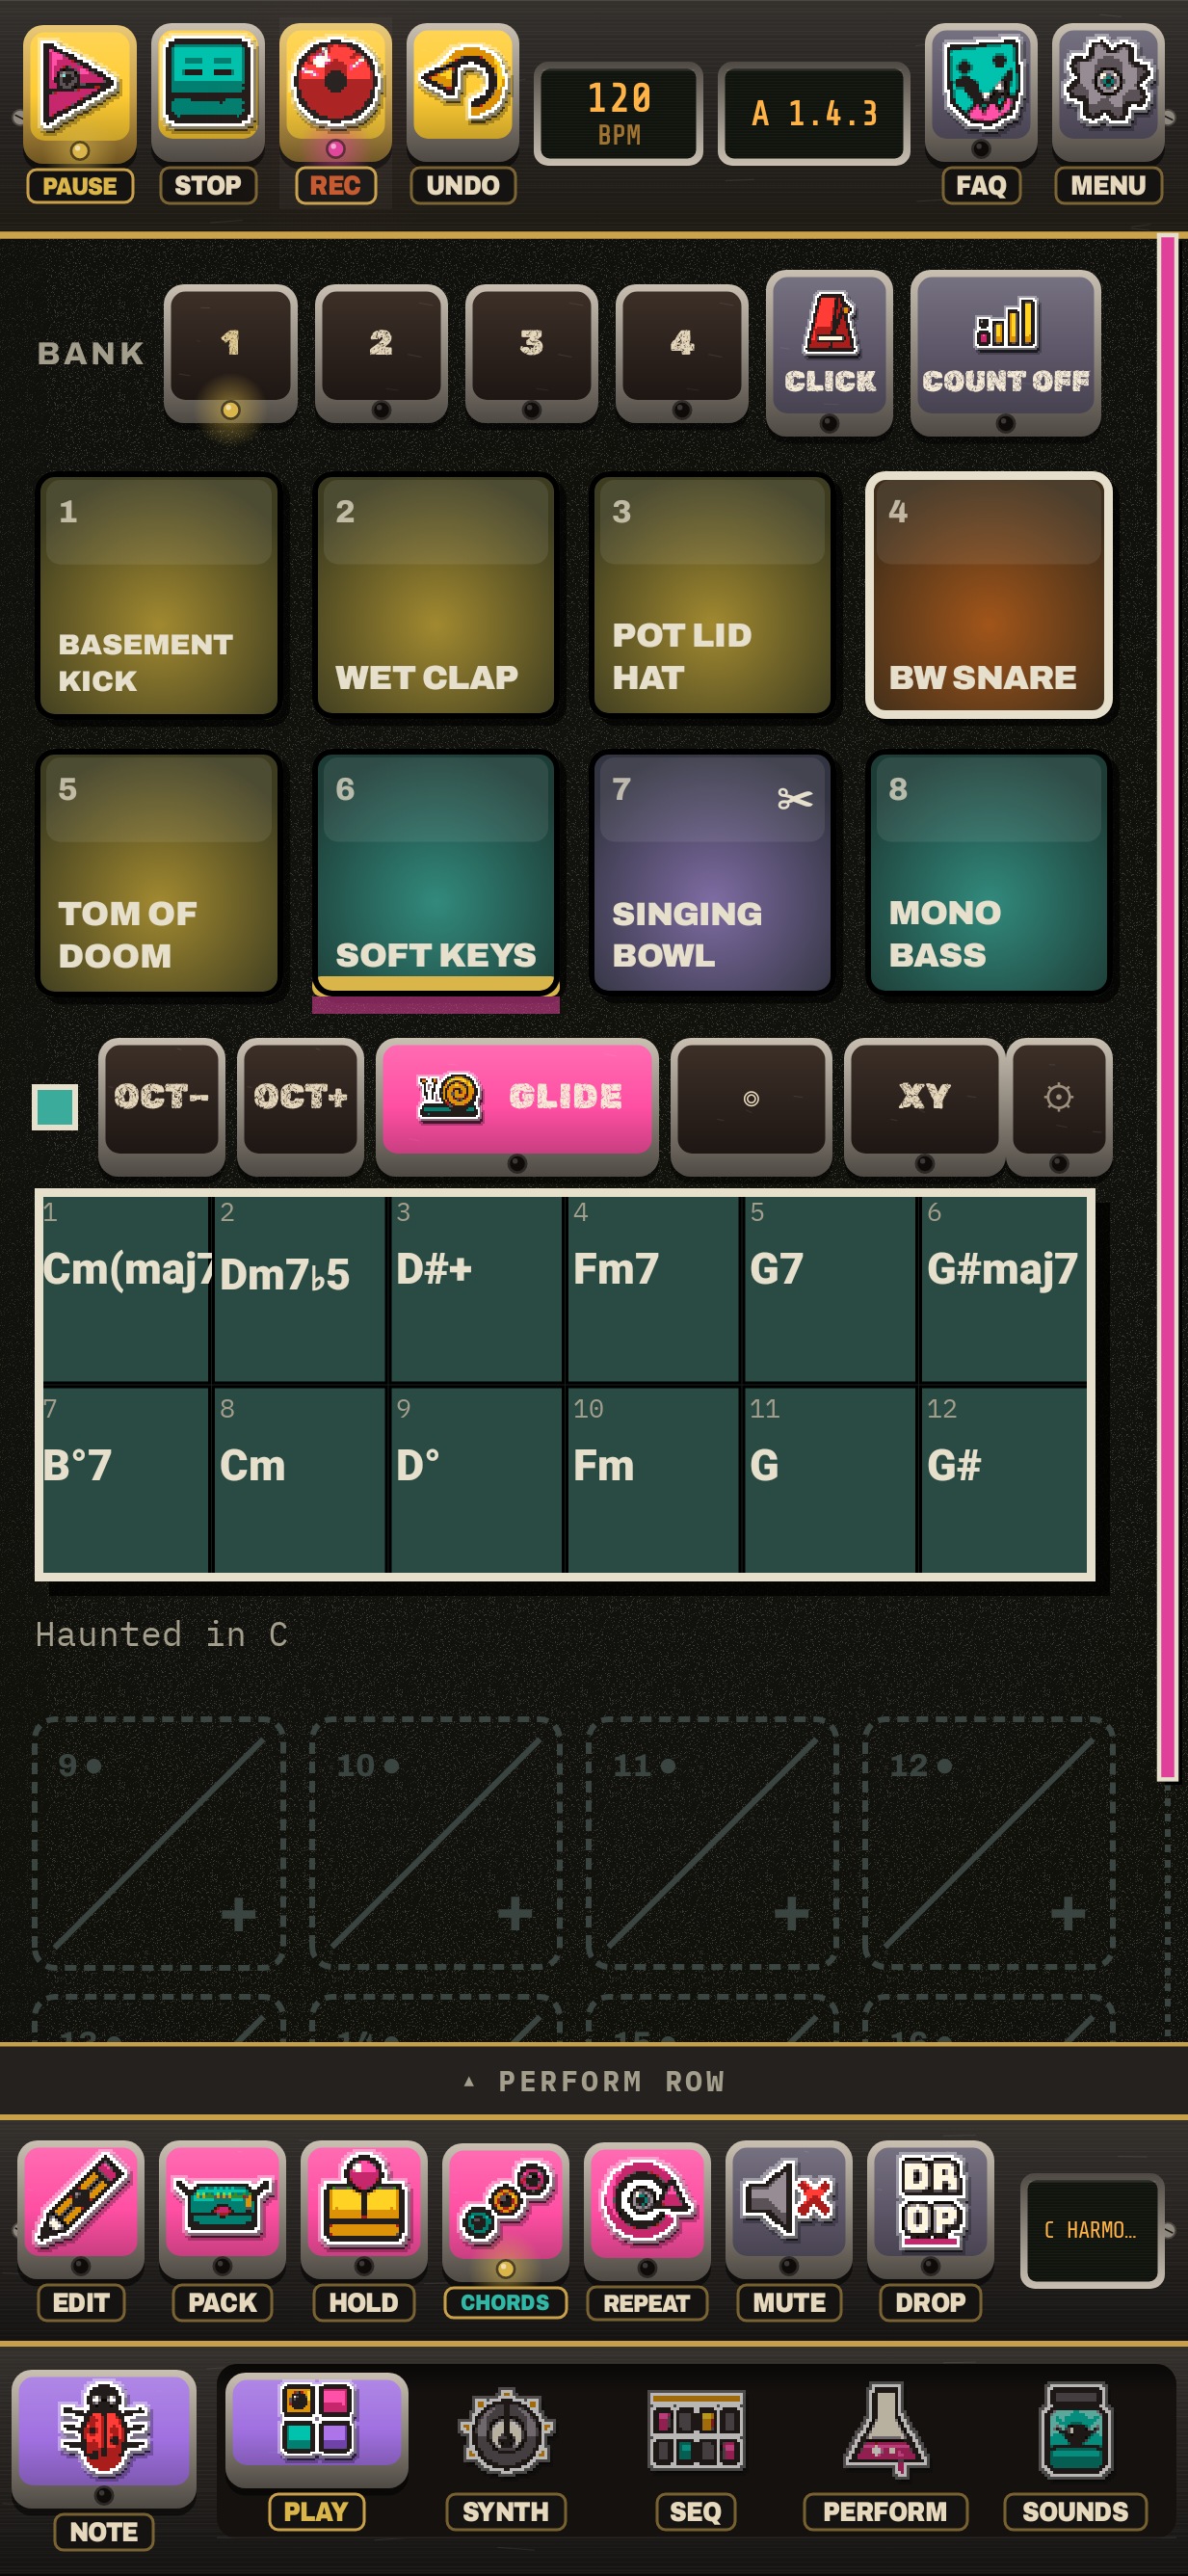 120
BPM
A 1.4.3
PAUSE
STOP
REC
UNDO
FAQ
MENU
BANK
1
2
3
4
CLICK
COUNT OFF
1
BASEMENT
KICK
2
WET CLAP
3
POT LID
HAT
4
BW SNARE
5
TOM OF
DOOM
6
SOFT KEYS
7
SINGING
BOWL
8
MONO
BASS
OCT-
OCT+
GLIDE
XY
1
Cm(maj7
2
Dm7♭5
3
D#+
4
Fm7
5
G7
6
G#maj7
7
B°7
8
Cm
9
D°
10
Fm
11
G
12
G#
Haunted in C
9
10
11
12
13
14
15
16
▲ PERFORM ROW
DROP
C HARMO…
EDIT
PACK
HOLD
CHORDS
REPEAT
MUTE
DROP
NOTE
PLAY
SYNTH
SEQ
PERFORM
SOUNDS